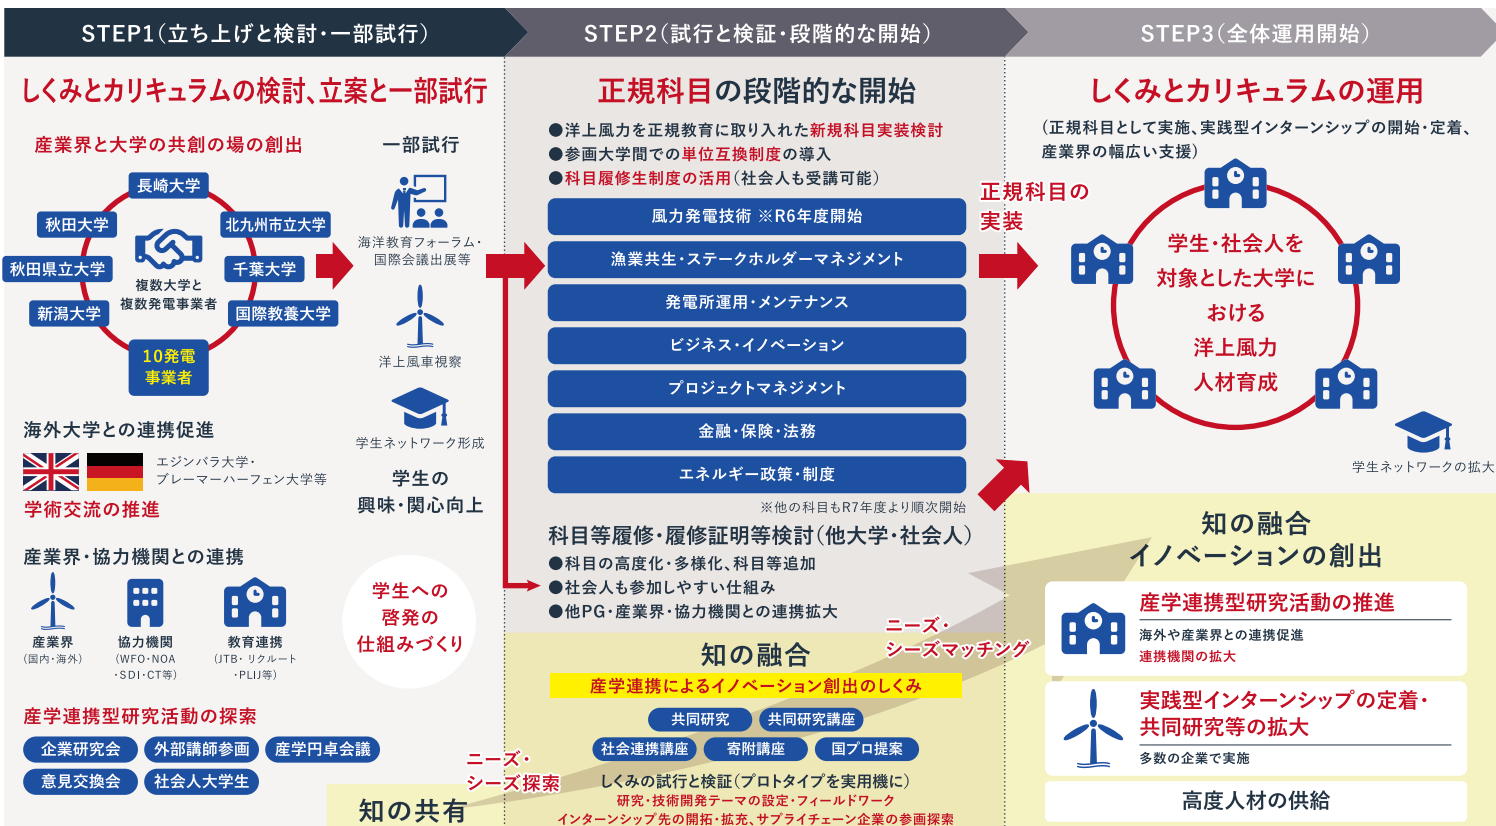 STEP1(立ち上げと検討・一部試行)
しくみとカリキュラムの検討、立案と一部試行
産業界と大学の共創の場の創出
長崎大学
秋田大学
北九州市立大学
秋田県立大学
千葉大学
新潟大学
国際教養大学
複数大学と
複数発電事業者
10発電
事業者
海外大学との連携促進
エジンバラ大学・
ブレーマーハーフェン大学等
学術交流の推進
産業界・協力機関との連携
産業界
(国内・海外)
協力機関
(WFO・NOA
・SDI・CT等)
教育連携
(JTB・リクルート
・PLIJ等)
産学連携型研究活動の探索
企業研究会
外部講師参画
産学円卓会議
意見交換会
社会人大学生
一部試行
海洋教育フォーラム・
国際会議出展等
洋上風車視察
学生ネットワーク形成
学生の
興味・関心向上
学生への
啓発の
仕組みづくり
知の共有
ニーズ・
シーズ探索
STEP2(試行と検証・段階的な開始)
正規科目の段階的な開始
●洋上風力を正規教育に取り入れた新規科目実装検討
●参画大学間での単位互換制度の導入
●科目履修生制度の活用(社会人も受講可能)
風力発電技術 ※R6年度開始
漁業共生・ステークホルダーマネジメント
発電所運用・メンテナンス
ビジネス・イノベーション
プロジェクトマネジメント
金融・保険・法務
エネルギー政策・制度
※他の科目もR7年度より順次開始
科目等履修・履修証明等検討(他大学・社会人)
●科目の高度化・多様化、科目等追加
●社会人も参加しやすい仕組み
●他PG・産業界・協力機関との連携拡大
知の融合
産学連携によるイノベーション創出のしくみ
共同研究
共同研究講座
社会連携講座
寄附講座
国プロ提案
しくみの試行と検証(プロトタイプを実用機に)
研究・技術開発テーマの設定・フィールドワーク
インターンシップ先の開拓・拡充、サプライチェーン企業の参画探索
ニーズ・
シーズマッチング
正規科目の
実装
STEP3(全体運用開始)
しくみとカリキュラムの運用
(正規科目として実施、実践型インターンシップの開始・定着、
産業界の幅広い支援)
学生・社会人を
対象とした大学に
おける
洋上風力
人材育成
学生ネットワークの拡大
知の融合
イノベーションの創出
産学連携型研究活動の推進
海外や産業界との連携促進
連携機関の拡大
実践型インターンシップの定着・
共同研究等の拡大
多数の企業で実施
高度人材の供給